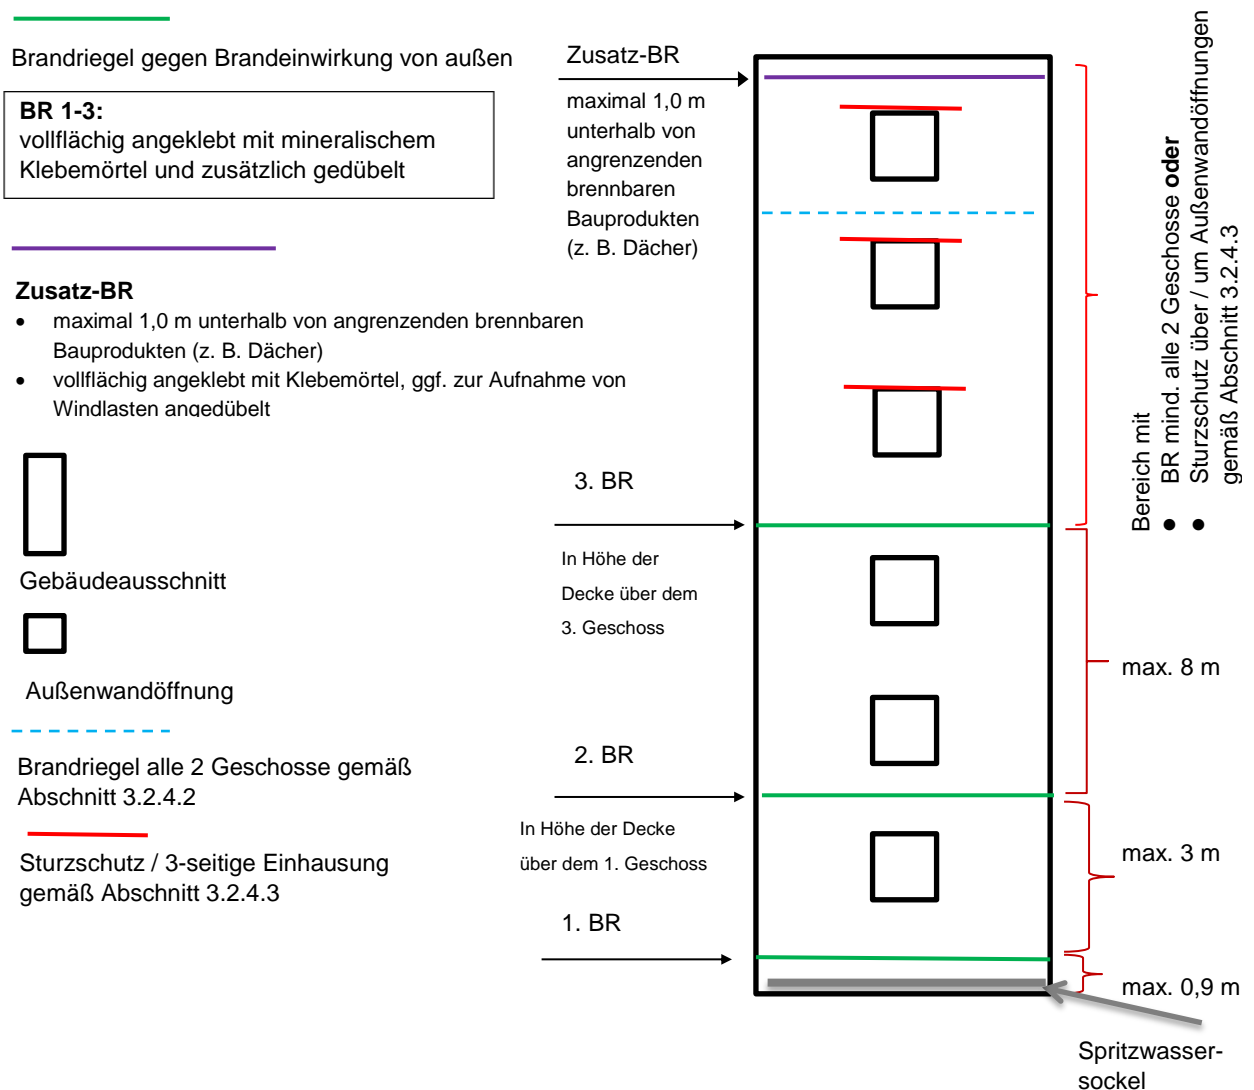 Brandriegel gegen Brandeinwirkung von außen
BR 1-3:
vollflächig angeklebt mit mineralischem
Klebemörtel und zusätzlich gedübelt
Zusatz-BR
• maximal 1,0 m unterhalb von angrenzenden brennbaren
Bauprodukten (z. B. Dächer)
• vollflächig angeklebt mit Klebemörtel, ggf. zur Aufnahme von
Windlasten angedübelt
Gebäudeausschnitt
Außenwandöffnung
Brandriegel alle 2 Geschosse gemäß
Abschnitt 3.2.4.2
Sturzschutz / 3-seitige Einhausung
gemäß Abschnitt 3.2.4.3
Zusatz-BR
maximal 1,0 m
unterhalb von
angrenzenden
brennbaren
Bauprodukten
(z. B. Dächer)
3. BR
In Höhe der
Decke über dem
3. Geschoss
2. BR
In Höhe der Decke
über dem 1. Geschoss
1. BR
Bereich mit
• BR mind. alle 2 Geschosse oder
• Sturzschutz über / um Außenwandöffnungen
gemäß Abschnitt 3.2.4.3
max. 8 m
max. 3 m
max. 0,9 m
Spritzwasser-
sockel